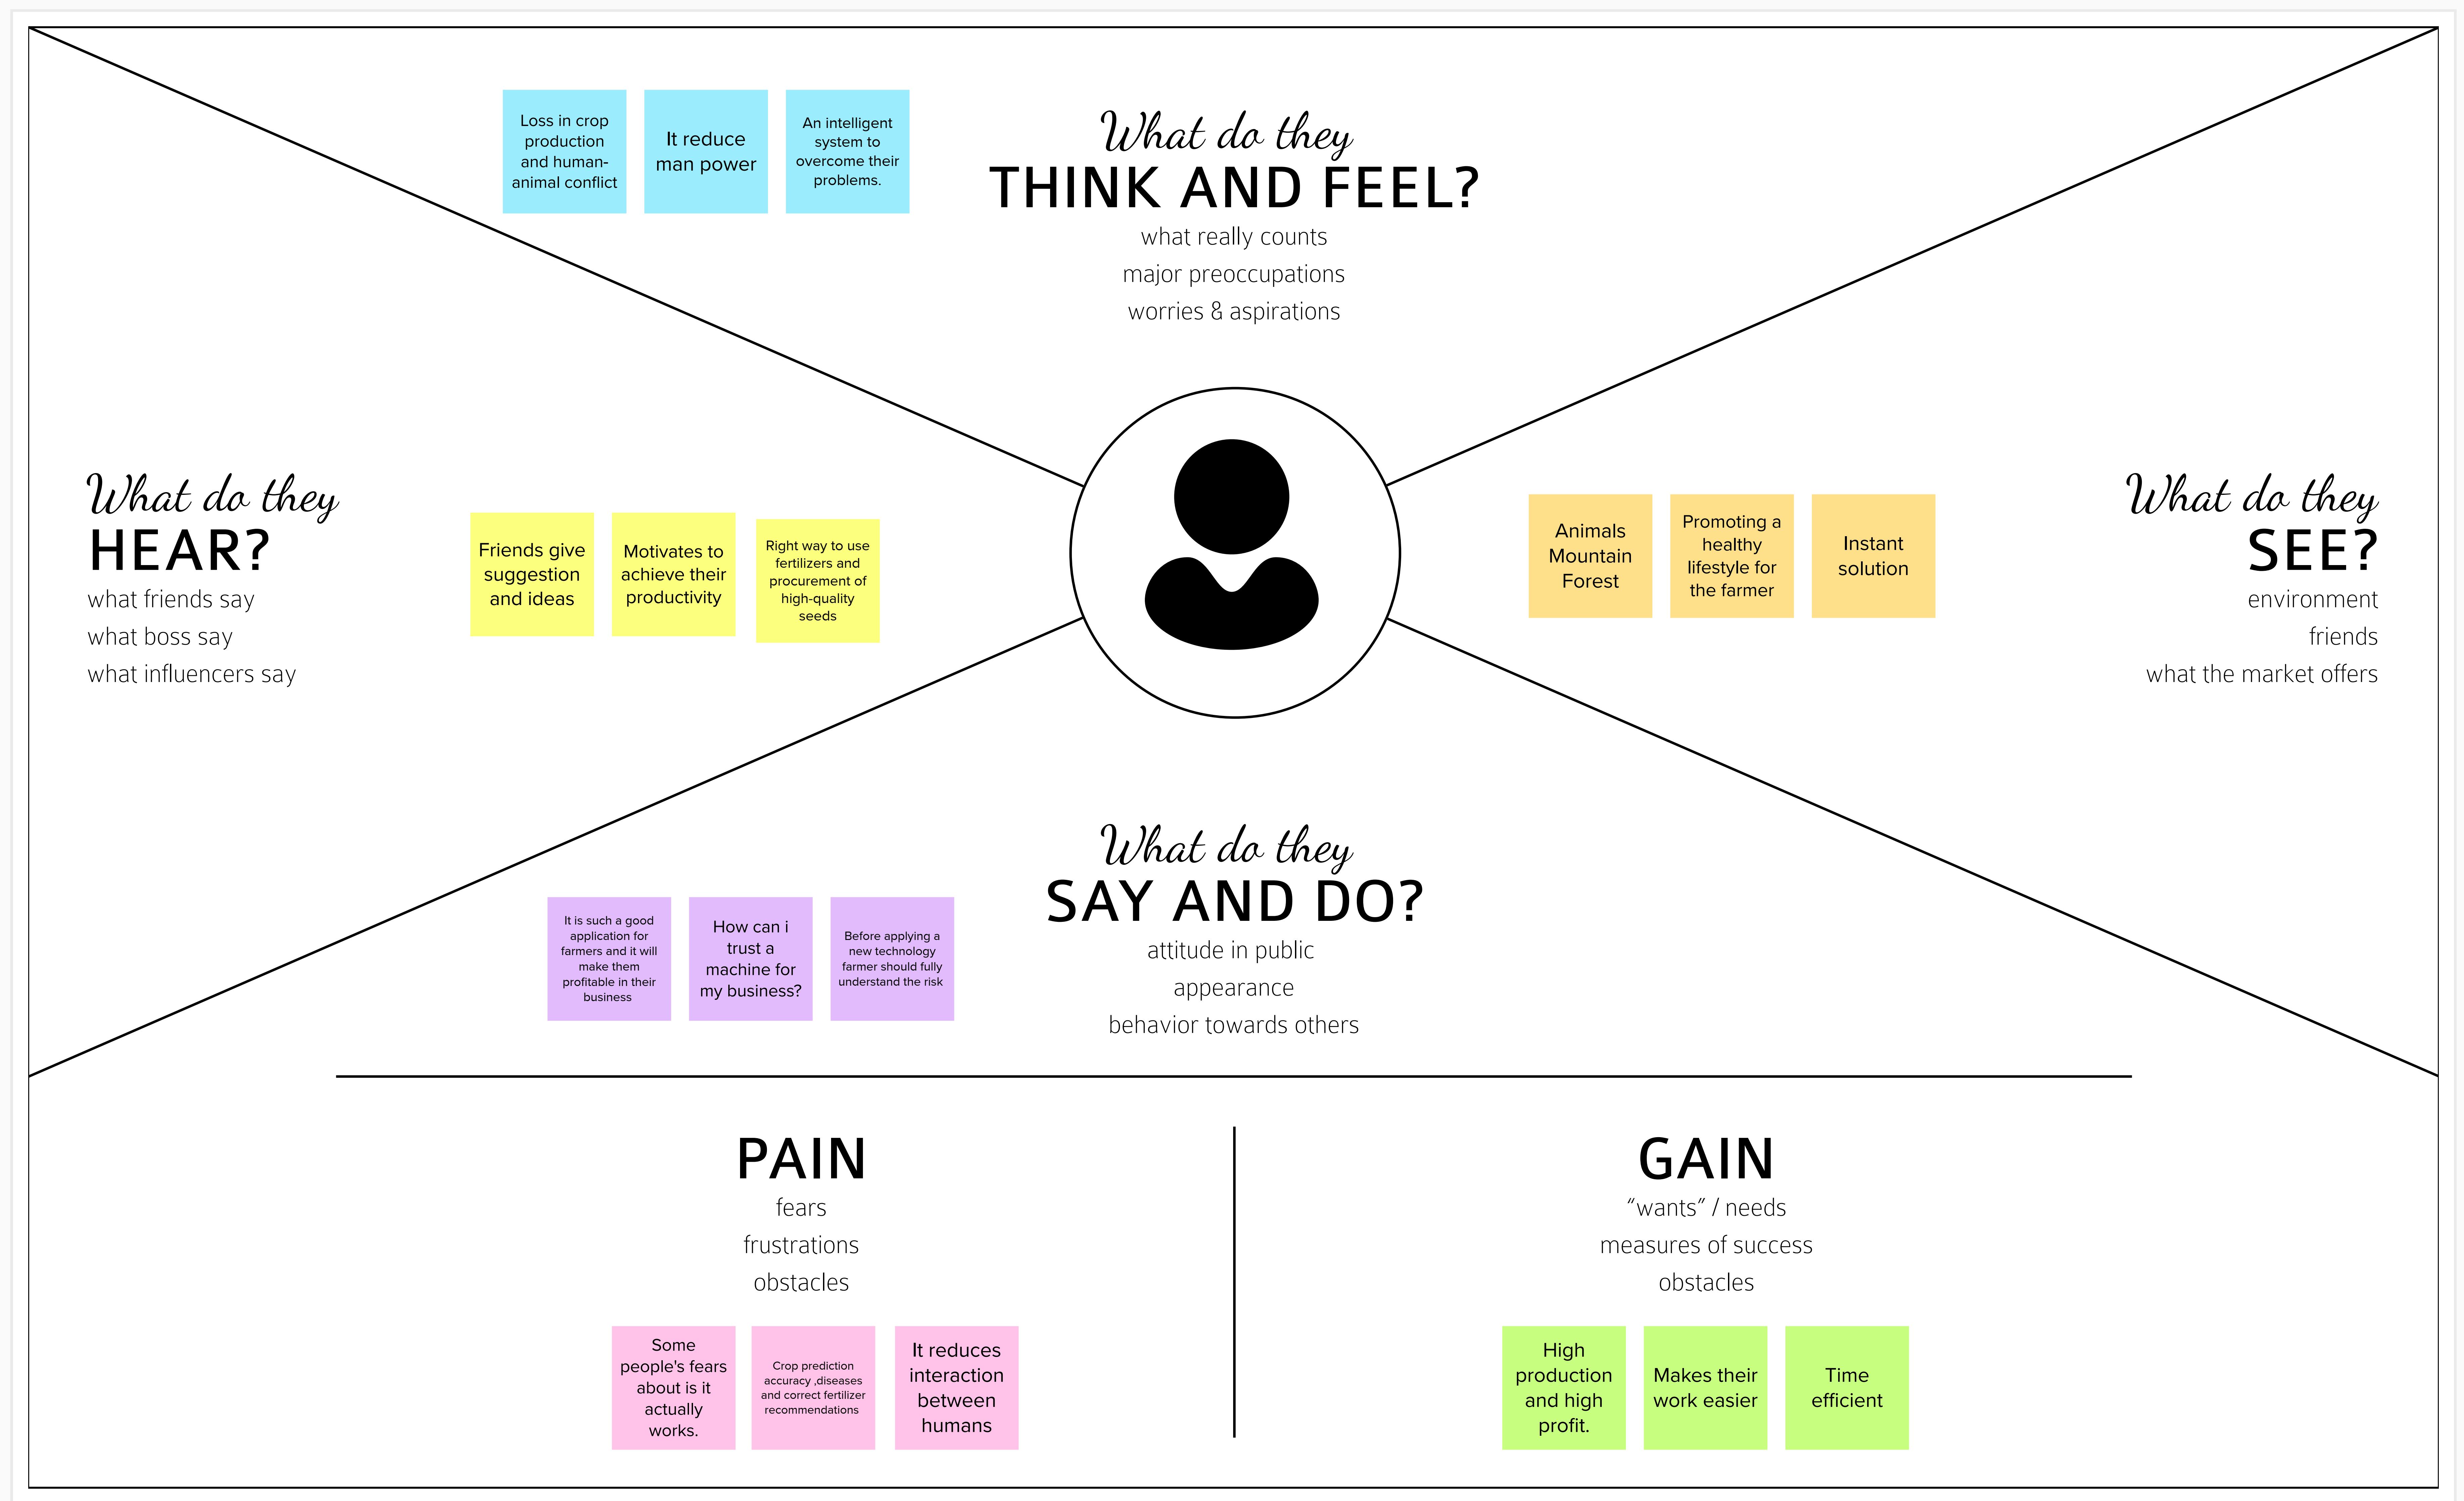 What do they
THINK AND FEEL?
what really counts
major preoccupations
worries & aspirations
Loss in crop
production
and human-
animal conflict
It reduce
man power
An intelligent
system to
overcome their
problems.
What do they
HEAR?
what friends say
what boss say
what influencers say
Friends give
suggestion
and ideas
Motivates to
achieve their
productivity
Right way to use
fertilizers and
procurement of
high-quality
seeds
Animals
Mountain
Forest
Promoting a
healthy
lifestyle for
the farmer
Instant
solution
What do they
SEE?
environment
friends
what the market offers
What do they
SAY AND DO?
attitude in public
appearance
behavior towards others
It is such a good
application for
farmers and it will
make them
profitable in their
business
How can i
trust a
machine for
my business?
Before applying a
new technology
farmer should fully
understand the risk
PAIN
fears
frustrations
obstacles
Some
people's fears
about is it
actually
works.
Crop prediction
accuracy ,diseases
and correct fertilizer
recommendations
It reduces
interaction
between
humans
GAIN
“wants” / needs
measures of success
obstacles
High
production
and high
profit.
Makes their
work easier
Time
efficient